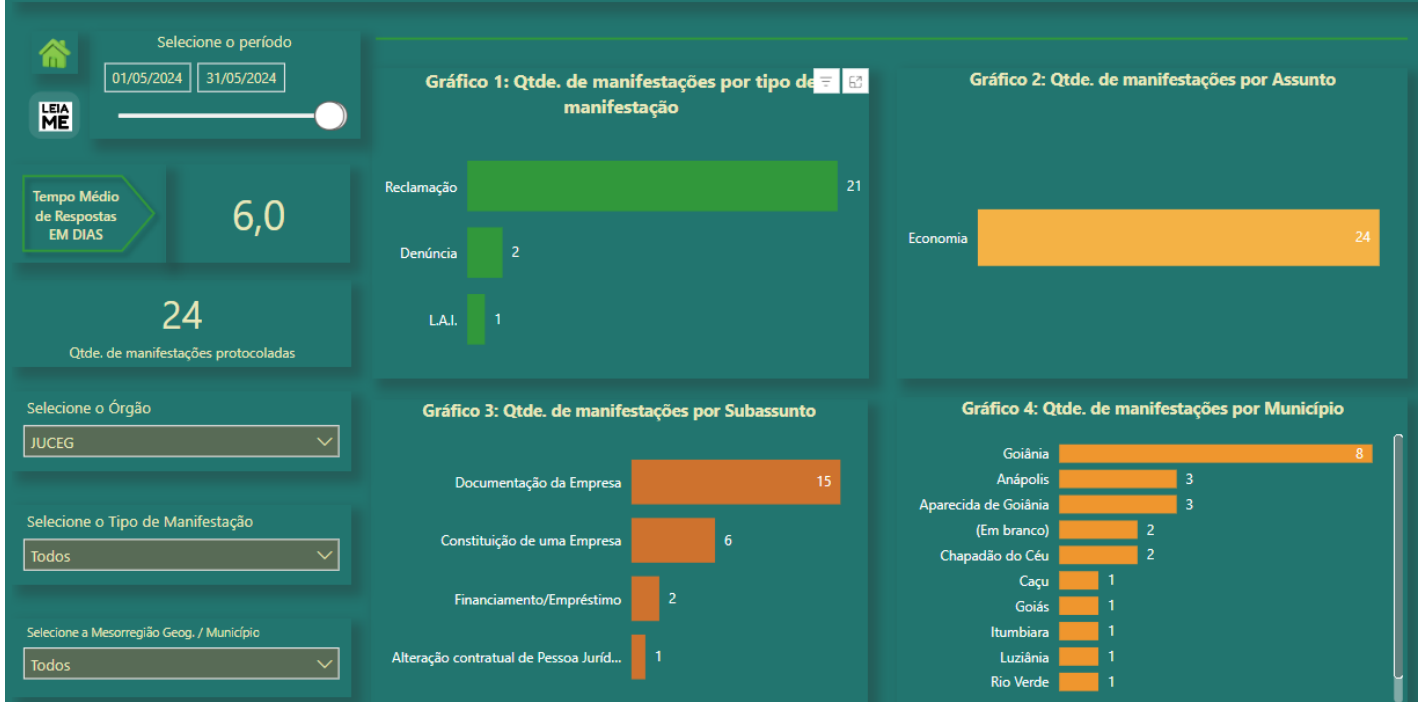 Selecione o período
01/05/2024 31/05/2024
LEIA
ME
Tempo Médio
de Respostas
EM DIAS
6,0
24
Qtde. de manifestações protocoladas
Selecione o Órgão
JUCEG
Selecione o Tipo de Manifestação
Todos
Selecione a Mesorregião Geog. / Município
Todos
Gráfico 1: Qtde. de manifestações por tipo de
manifestação
Reclamação 21
Denúncia 2
L.A.I. 1
Gráfico 2: Qtde. de manifestações por Assunto
Economia 24
Gráfico 3: Qtde. de manifestações por Subassunto
Documentação da Empresa 15
Constituição de uma Empresa 6
Financiamento/Empréstimo 2
Alteração contratual de Pessoa Juríd... 1
Gráfico 4: Qtde. de manifestações por Município
Goiânia 8
Anápolis 3
Aparecida de Goiânia 3
(Em branco) 2
Chapadão do Céu 2
Caçu 1
Goiás 1
Itumbiara 1
Luziânia 1
Rio Verde 1